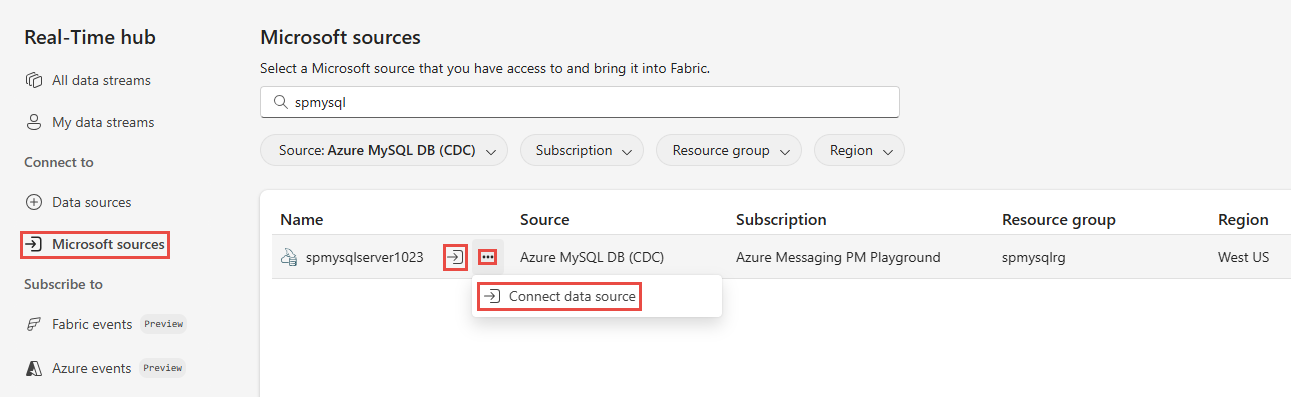 Real-Time hub
All data streams
My data streams
Connect to
Data sources
Microsoft sources
Subscribe to
Fabric events Preview
Azure events Preview
Microsoft sources
Select a Microsoft source that you have access to and bring it into Fabric.
spmysql
Source: Azure MySQL DB (CDC) Subscription Resource group Region
Name Source Subscription Resource group Region
spmysqlserver1023 Azure MySQL DB (CDC) Azure Messaging PM Playground spmysqlrg West US
Connect data source